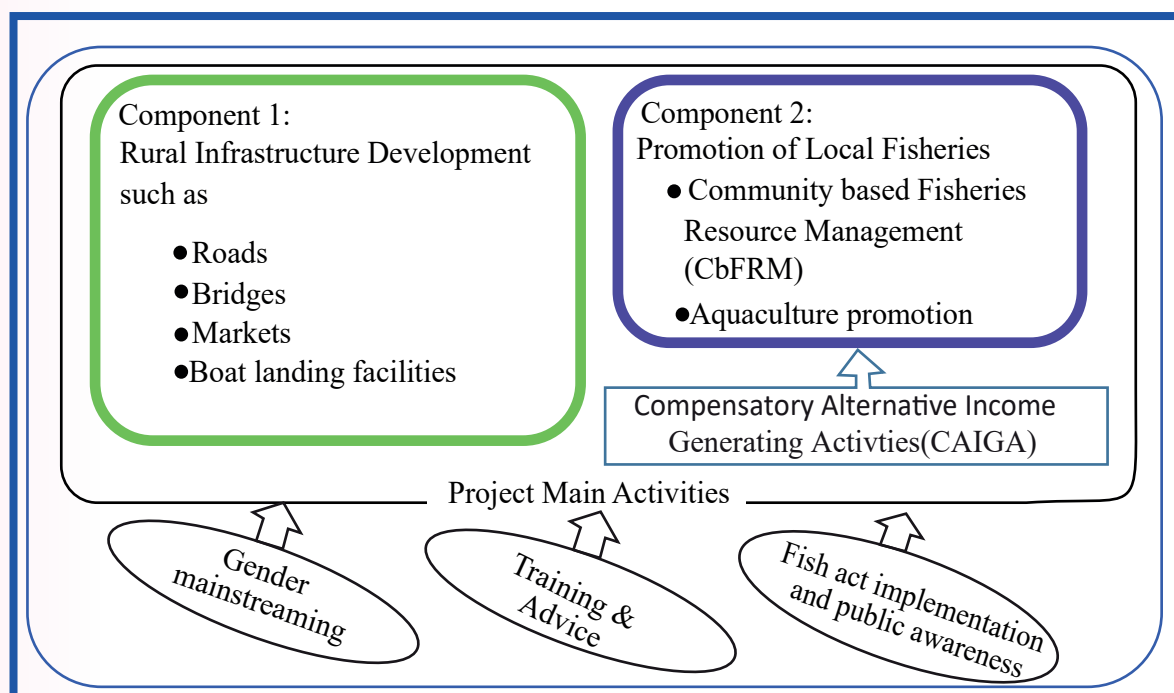 Component 1:
Rural Infrastructure Development
such as
●Roads
●Bridges
●Markets
●Boat landing facilities
Component 2:
Promotion of Local Fisheries
● Community based Fisheries
Resource Management
(CbFRM)
●Aquaculture promotion
Compensatory Alternative Income
Generating Activties(CAIGA)
Project Main Activities
Gender
mainstreaming
Training &
Advice
Fish act implementation
and public awareness